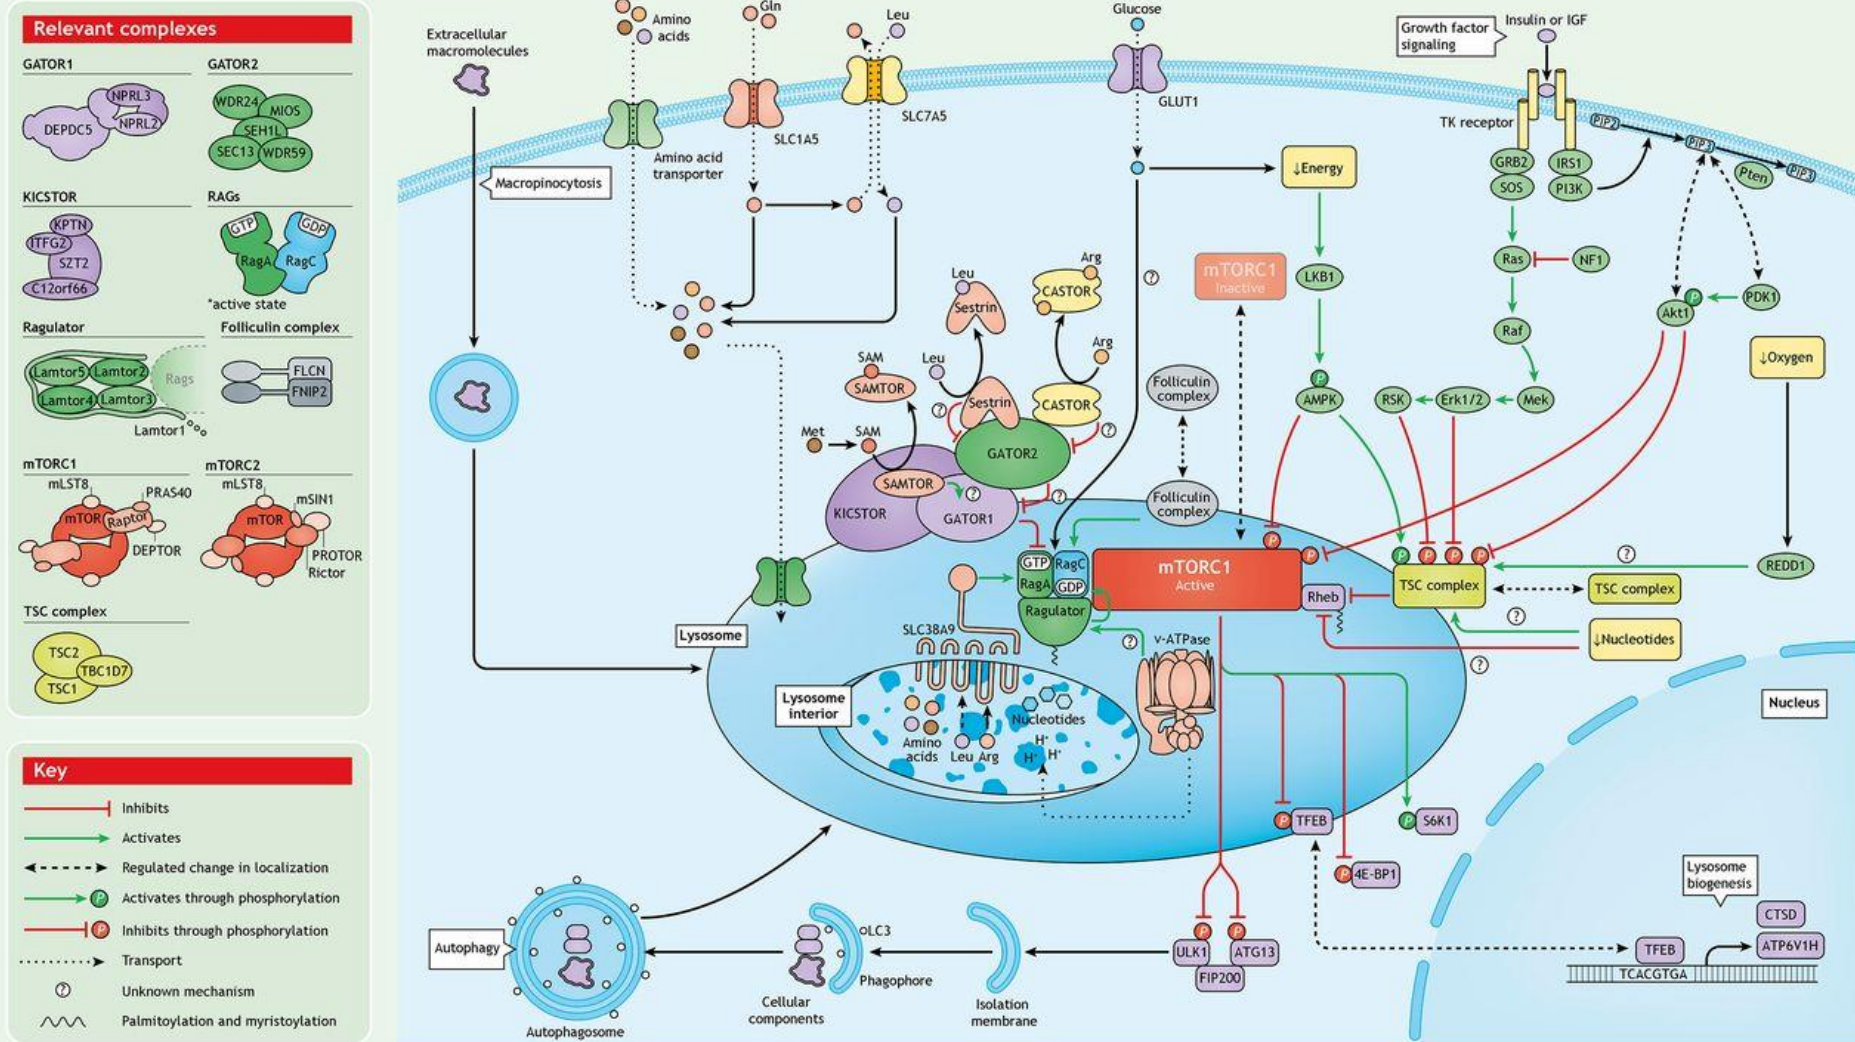 Relevant complexes
GATOR1
DEPDC5
NPRL3
NPRL2
GATOR2
WDR24
MIOS
SEH1L
SEC13
WDR59
KICSTOR
KPTN
ITFG2
SZT2
C12orf66
RAGs
GTP
GDP
RagA
RagC
*active state
Ragulator
Lamtor5
Lamtor2
Lamtor4
Lamtor3
Rags
Lamtor1
Folliculin complex
FLCN
FNIP2
mTORC1
mLST8
PRAS40
mTOR
Raptor
DEPTOR
mTORC2
mLST8
mSIN1
mTOR
PROTOR
Rictor
TSC complex
TSC2
TBC1D7
TSC1
Key
Inhibits
Activates
Regulated change in localization
P
Activates through phosphorylation
P
Inhibits through phosphorylation
Transport
?
Unknown mechanism
Palmitoylation and myristoylation
Extracellular
macromolecules
Macropinocytosis
Amino
acids
Amino acid
transporter
Gln
SLC1A5
Leu
SLC7A5
Glucose
GLUT1
↓Energy
LKB1
P
AMPK
?
Growth factor
signaling
Insulin or IGF
TK receptor
GRB2
SOS
IRS1
PI3K
PIP2
PIP3
Pten
PIP3
Ras
NF1
Raf
Mek
Erk1/2
RSK
Akt1
P
PDK1
↓Oxygen
REDD1
mTORC1
Inactive
Leu
Sestrin
Arg
CASTOR
Leu
Sestrin
Arg
CASTOR
?
?
SAM
SAMTOR
Met
SAM
SAMTOR
?
KICSTOR
GATOR2
GATOR1
?
Folliculin
complex
Folliculin
complex
GTP
RagC
RagA
GDP
Ragulator
mTORC1
Active
P
P
Rheb
P
P
P
P
TSC complex
?
TSC complex
?
↓Nucleotides
?
Lysosome
SLC38A9
?
v-ATPase
Lysosome
interior
Amino
acids
Leu
Arg
Nucleotides
H⁺
H⁺
H⁺
P
TFEB
P
S6K1
P
4E-BP1
P
P
ULK1
ATG13
FIP200
Isolation
membrane
LC3
Phagophore
Cellular
components
Autophagy
Autophagosome
Nucleus
Lysosome
biogenesis
CTSD
ATP6V1H
TFEB
TCACGTGA